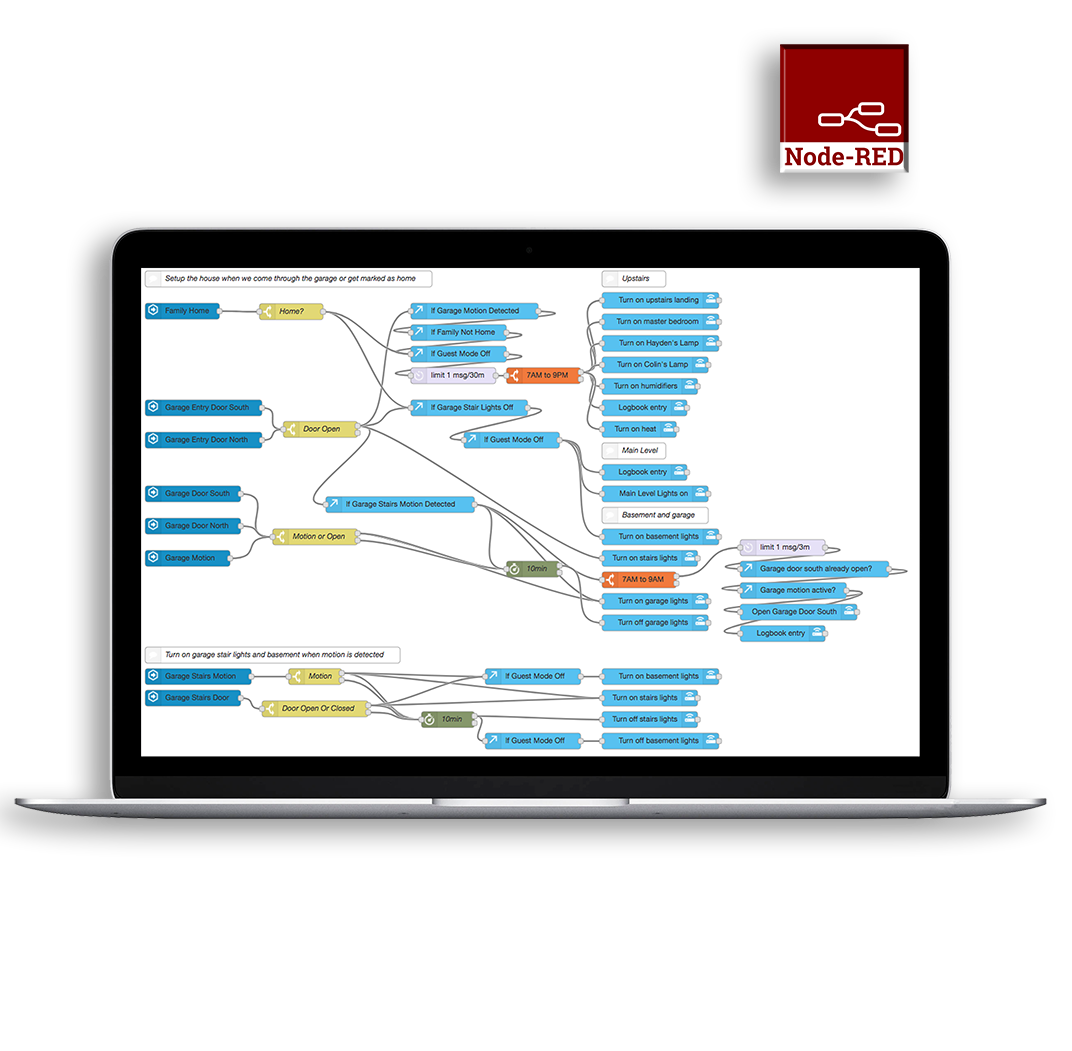 Node-RED
Setup the house when we come through the garage or get marked as home
Upstairs
Family Home
Home?
If Garage Motion Detected
If Family Not Home
If Guest Mode Off
limit 1 msg/30m
7AM to 9PM
Turn on upstairs landing
Turn on master bedroom
Turn on Hayden's Lamp
Turn on Colin's Lamp
Turn on humidifiers
Logbook entry
Turn on heat
Garage Entry Door South
Garage Entry Door North
Door Open
If Garage Stair Lights Off
If Guest Mode Off
Main Level
Logbook entry
Main Level Lights on
Garage Door South
Garage Door North
Garage Motion
Motion or Open
If Garage Stairs Motion Detected
10min
Basement and garage
Turn on basement lights
Turn on stairs lights
7AM to 9AM
Turn on garage lights
Turn off garage lights
limit 1 msg/3m
Garage door south already open?
Garage motion active?
Open Garage Door South
Logbook entry
Turn on garage stair lights and basement when motion is detected
Garage Stairs Motion
Motion
If Guest Mode Off
Turn on basement lights
Garage Stairs Door
Door Open Or Closed
Turn on stairs lights
10min
Turn off stairs lights
If Guest Mode Off
Turn off basement lights